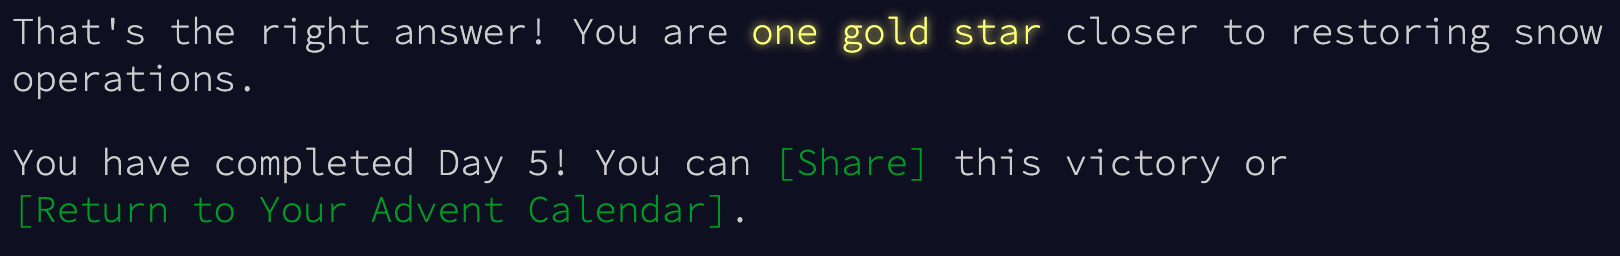 That's the right answer! You are one gold star closer to restoring snow
operations.
You have completed Day 5! You can [Share] this victory or
[Return to Your Advent Calendar].